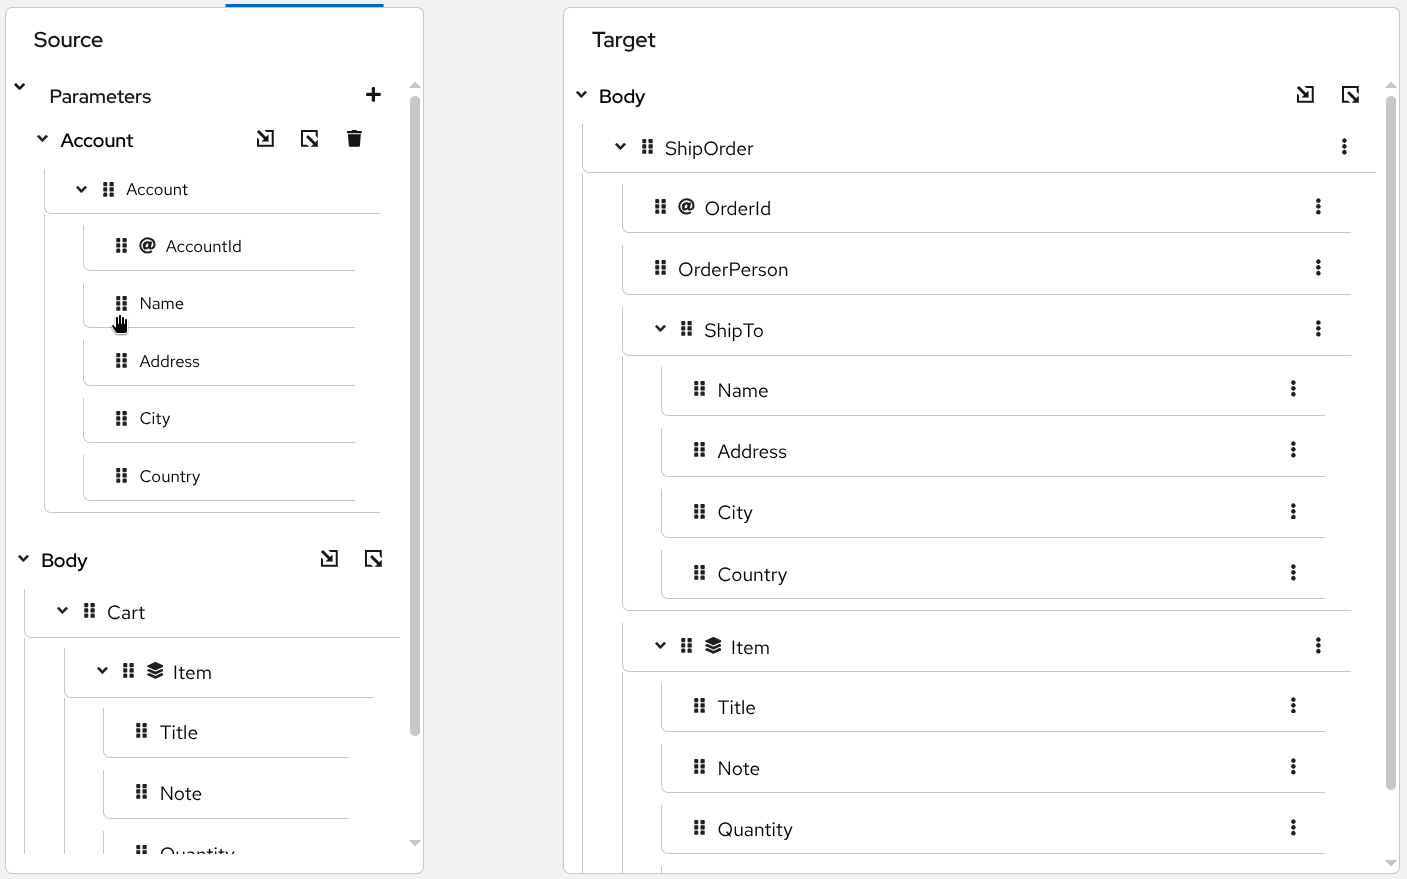 Source
Parameters
Account
Account
@ AccountId
Name
Address
City
Country
Body
Cart
Item
Title
Note
Quantity
Target
Body
ShipOrder
@ OrderId
OrderPerson
ShipTo
Name
Address
City
Country
Item
Title
Note
Quantity